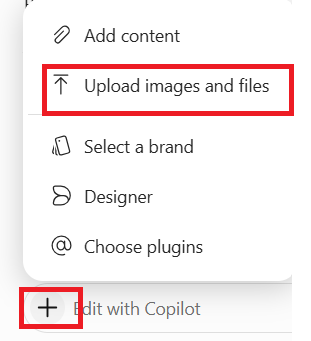 Add content
Upload images and files
Select a brand
Designer
Choose plugins
Edit with Copilot